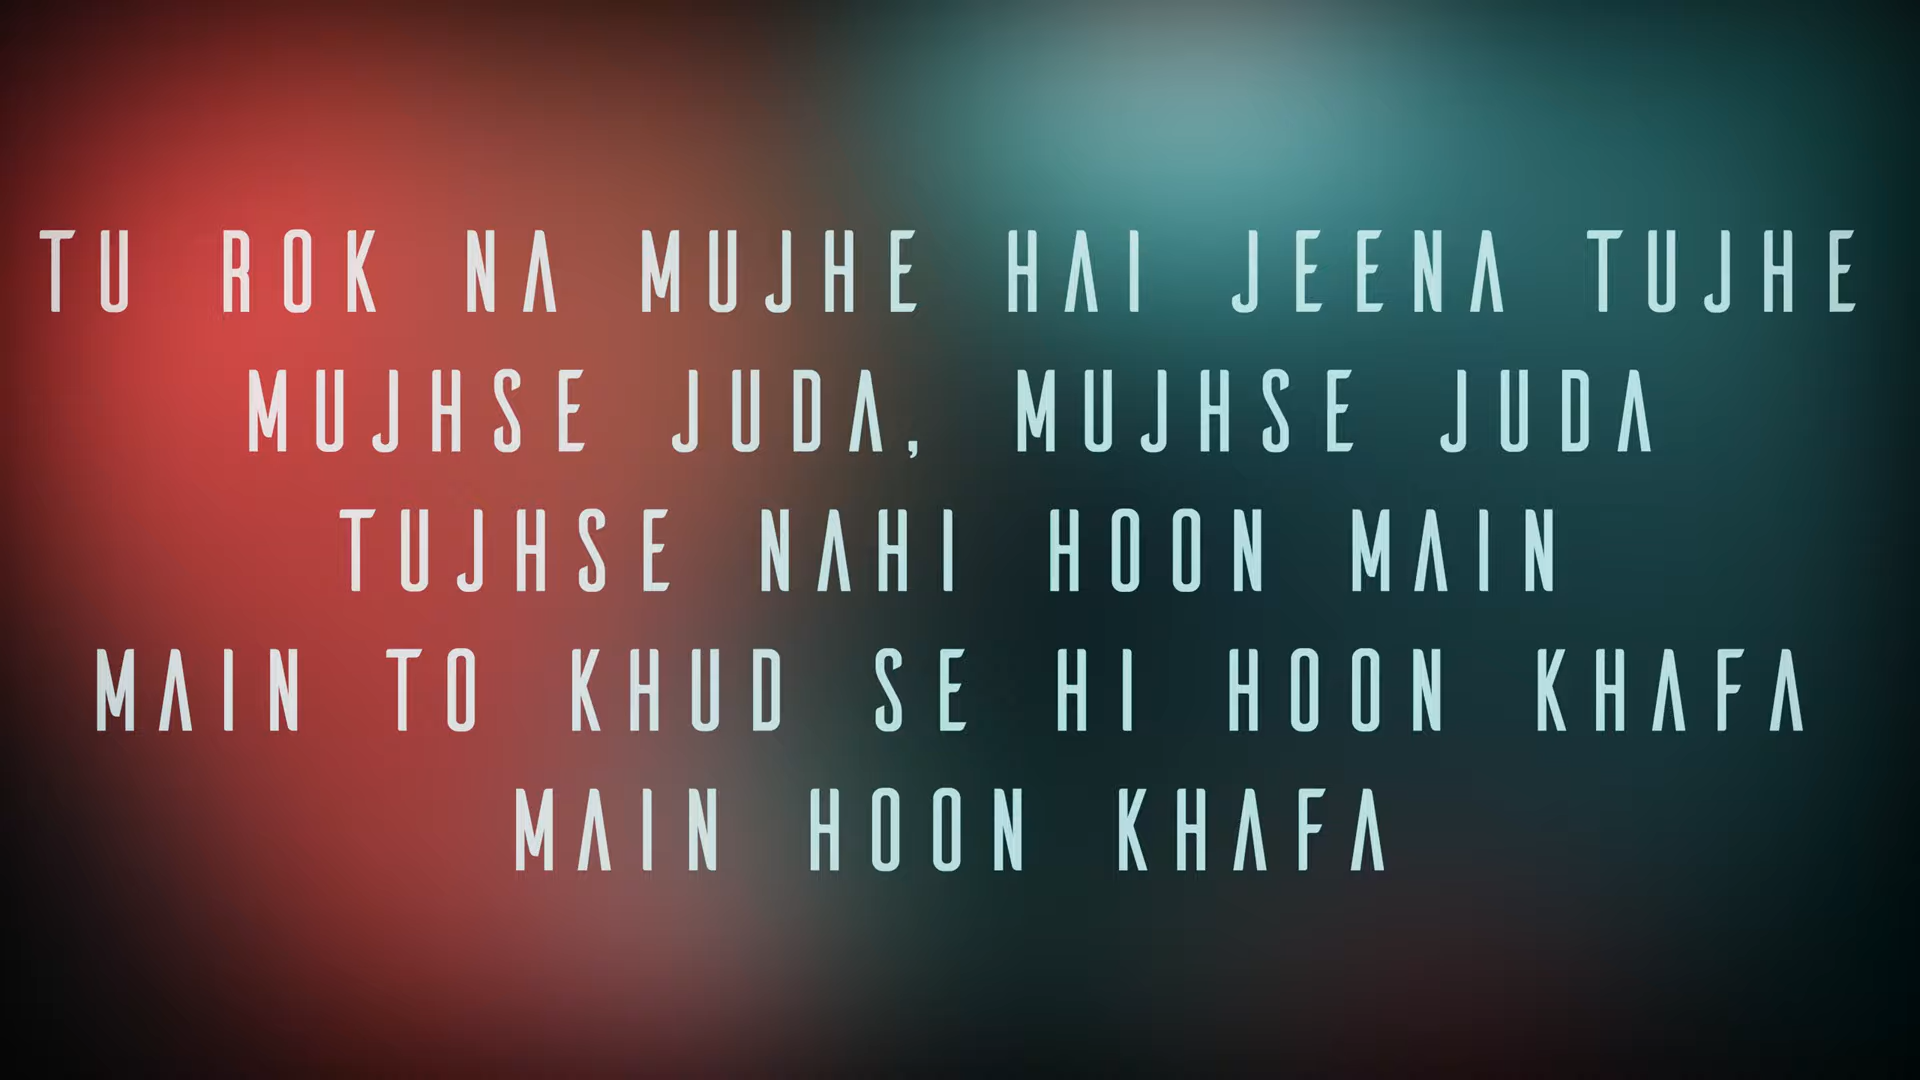 TU ROK NA MUJHE HAI JEENA TUJHE
MUJHSE JUDA, MUJHSE JUDA
TUJHSE NAHI HOON MAIN
MAIN TO KHUD SE HI HOON KHAFA
MAIN HOON KHAFA